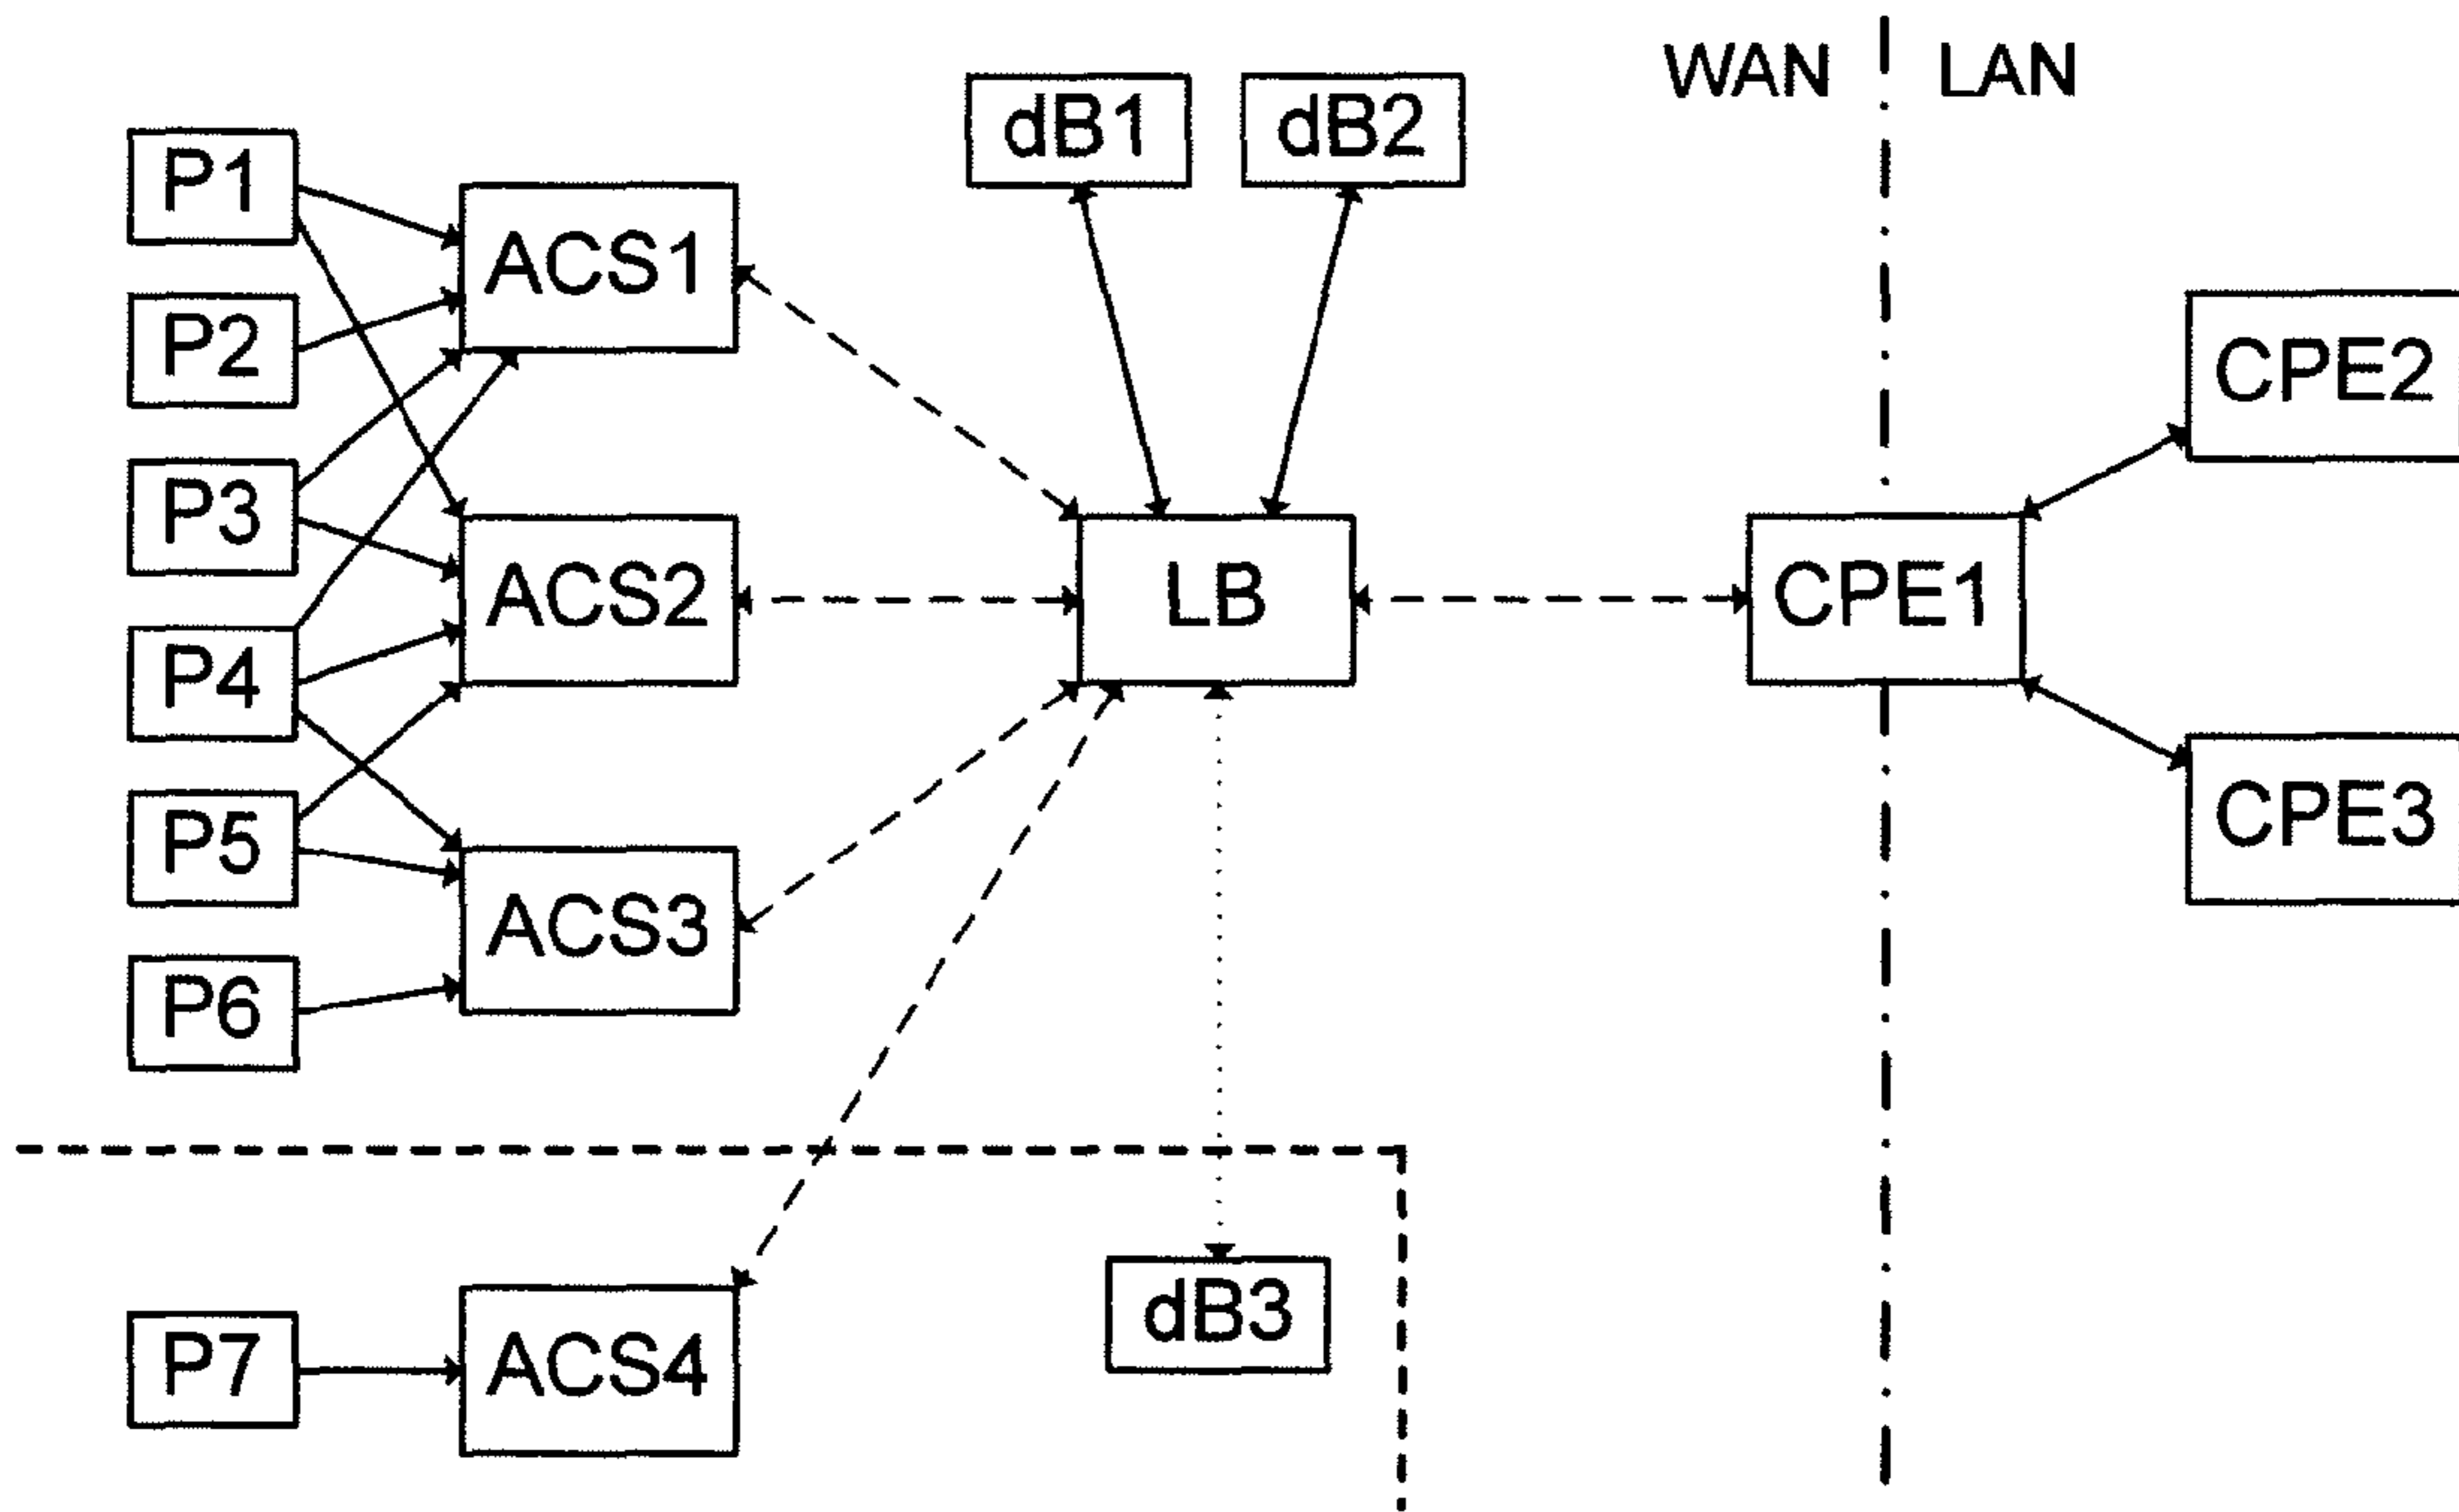 WAN
LAN
dB1
dB2
P1
ACS1
P2
CPE2
P3
ACS2
LB
CPE1
P4
P5
ACS3
CPE3
P6
dB3
P7
ACS4